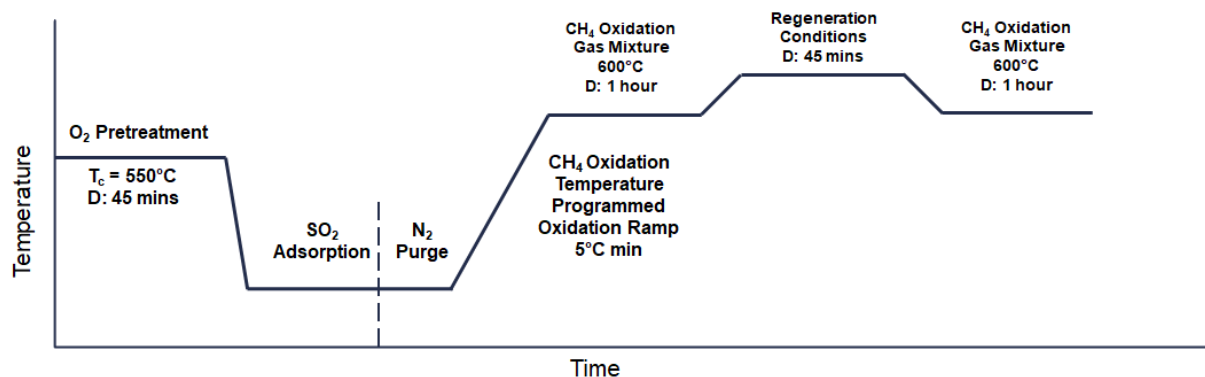 O₂ Pretreatment
T꜀ = 550°C
D: 45 mins
SO₂
Adsorption
N₂
Purge
CH₄ Oxidation
Gas Mixture
600°C
D: 1 hour
CH₄ Oxidation
Temperature
Programmed
Oxidation Ramp
5°C min
Regeneration
Conditions
D: 45 mins
CH₄ Oxidation
Gas Mixture
600°C
D: 1 hour
Temperature
Time